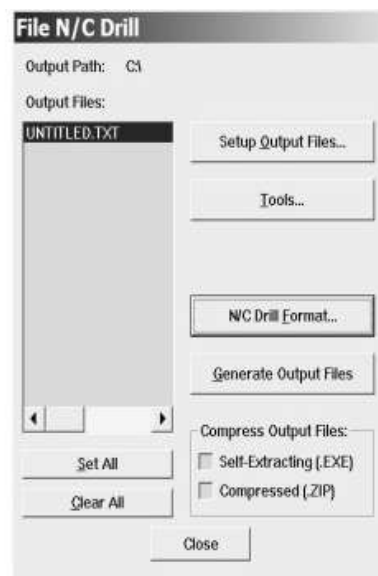 File N/C Drill
Output Path: C:\
Output Files:
UNTITLED.TXT
Setup Output Files...
Tools...
N/C Drill Format...
Generate Output Files
Compress Output Files:
Self-Extracting (.EXE)
Compressed (.ZIP)
Set All
Clear All
Close